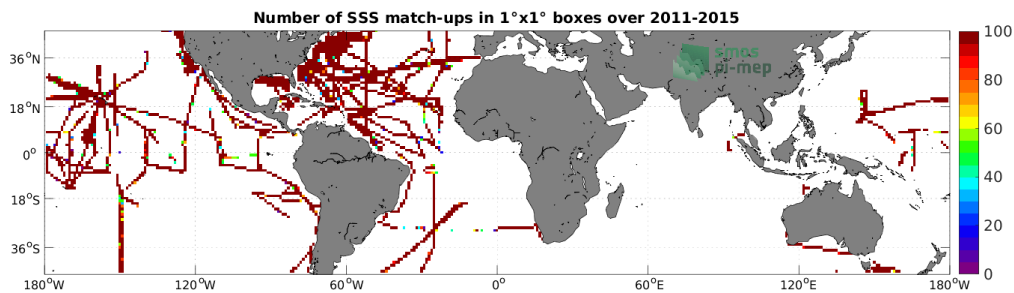 Number of SSS match-ups in 1°x1° boxes over 2011-2015
smos
pi-mep
36°N
18°N
0°
18°S
36°S
180°W
120°W
60°W
0°
60°E
120°E
180°W
100
80
60
40
20
0